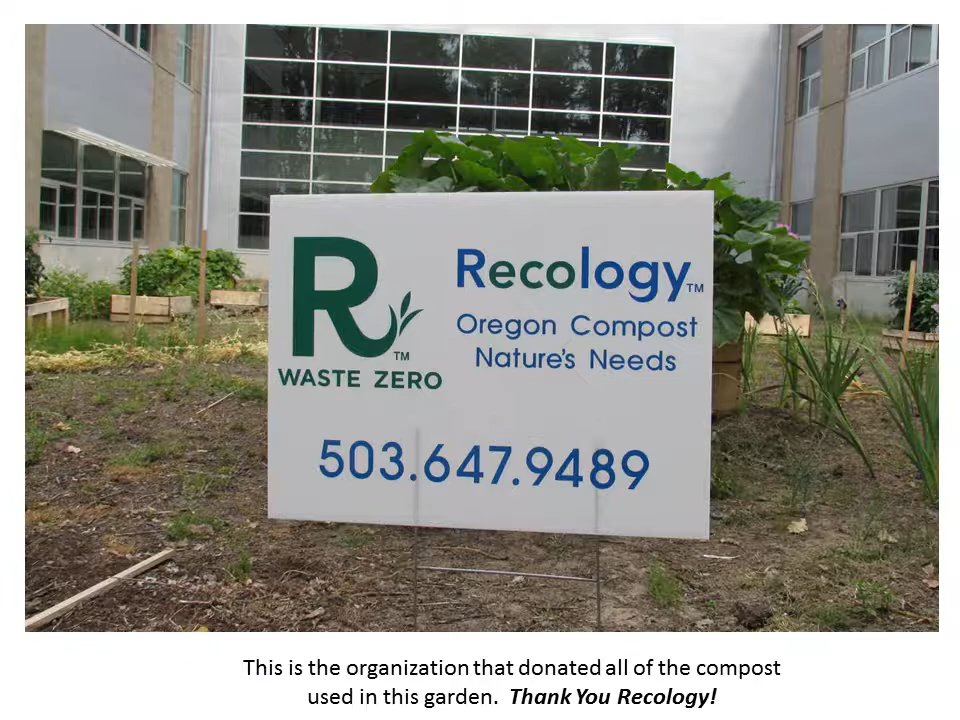 R
TM
WASTE ZERO
Recology TM
Oregon Compost
Nature's Needs
503.647.9489
This is the organization that donated all of the compost
used in this garden. Thank You Recology!